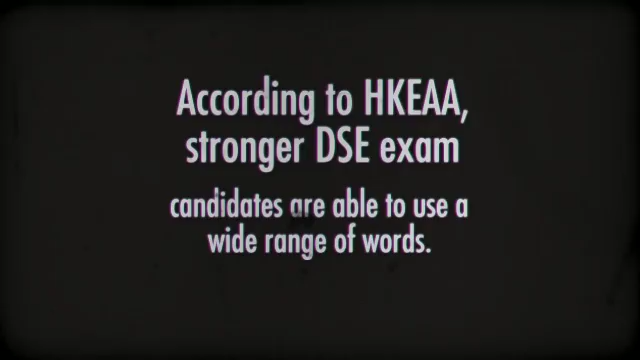 According to HKEAA,
stronger DSE exam
candidates are able to use a
wide range of words.